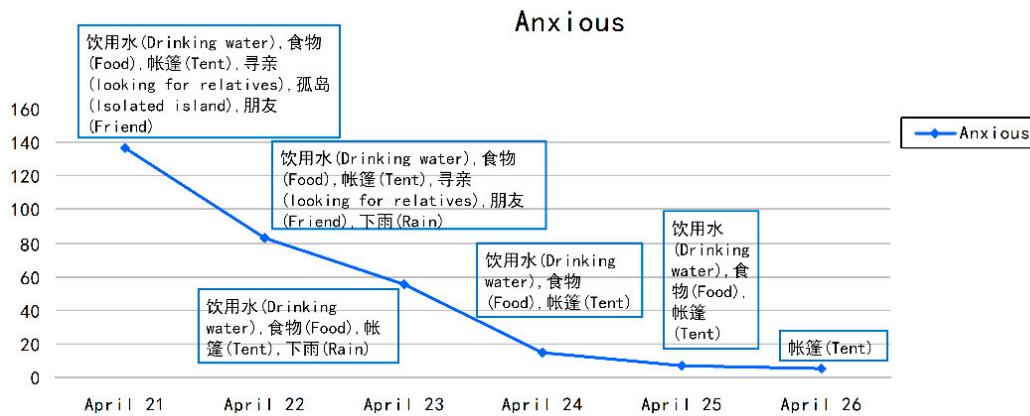 Anxious
饮用水(Drinking water),食物
(Food),帐篷(Tent),寻亲
(looking for relatives),孤岛
(Isolated island),朋友
(Friend)
160
140
120
100
80
60
40
20
0
Anxious
饮用水(Drinking water),食物
(Food),帐篷(Tent),寻亲
(looking for relatives),朋友
(Friend),下雨(Rain)
饮用水(Drinking
water),食物(Food),帐
篷(Tent),下雨(Rain)
饮用水(Drinking
water),食物
(Food),帐篷(Tent)
饮用水
(Drinking
water),食
物(Food),
帐篷
(Tent)
帐篷(Tent)
April 21
April 22
April 23
April 24
April 25
April 26